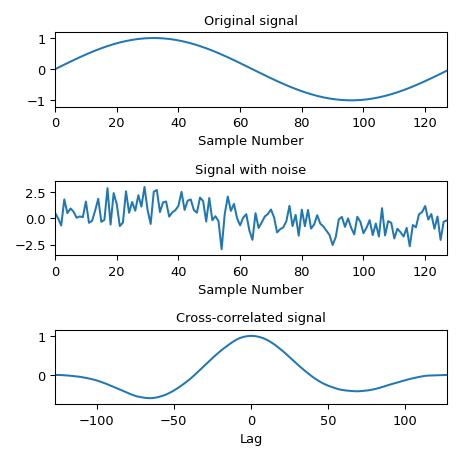 Original signal
1
0
−1
0 20 40 60 80 100 120
Sample Number
Signal with noise
2.5
0.0
−2.5
0 20 40 60 80 100 120
Sample Number
Cross-correlated signal
1
0
−100 −50 0 50 100
Lag